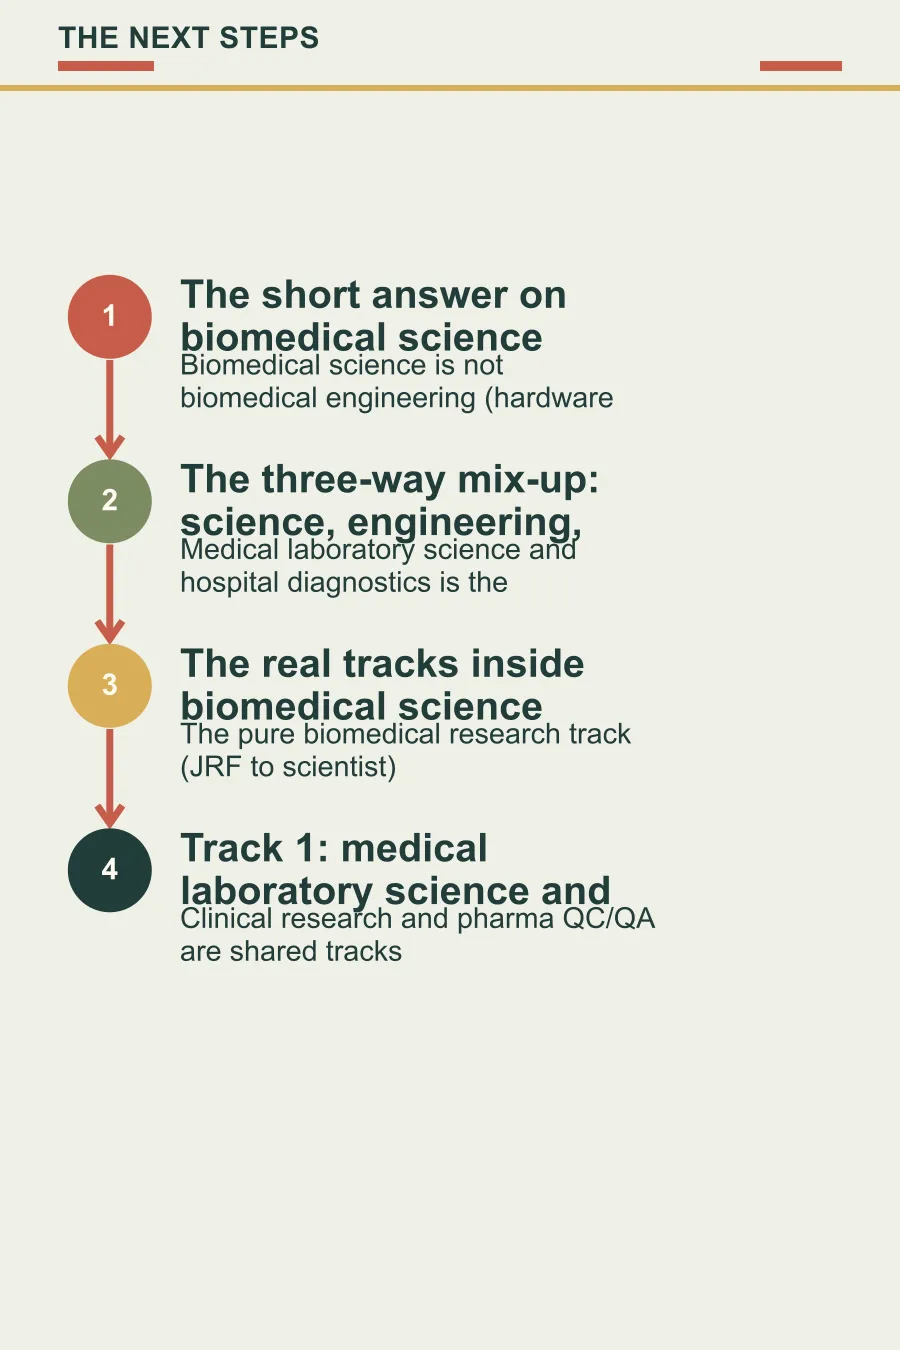 THE NEXT STEPS
1
The short answer on
biomedical science
Biomedical science is not
biomedical engineering (hardware
2
The three-way mix-up:
science, engineering,
Medical laboratory science and
hospital diagnostics is the
3
The real tracks inside
biomedical science
The pure biomedical research track
(JRF to scientist)
4
Track 1: medical
laboratory science and
Clinical research and pharma QC/QA
are shared tracks